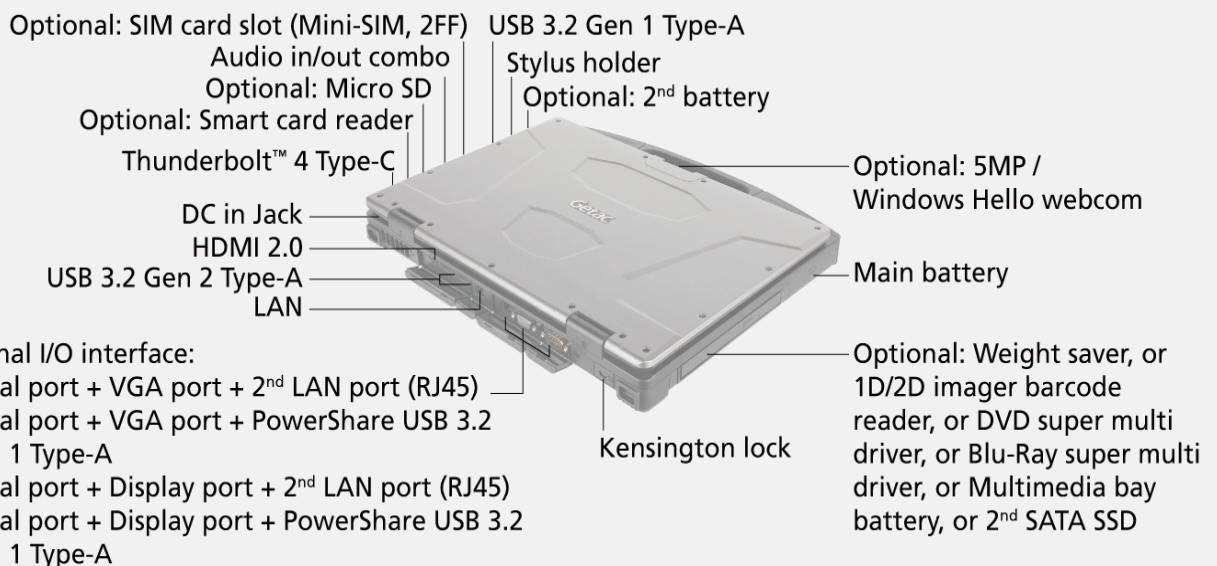 Optional: SIM card slot (Mini-SIM, 2FF)
USB 3.2 Gen 1 Type-A
Audio in/out combo
Stylus holder
Optional: Micro SD
Optional: 2nd battery
Optional: Smart card reader
Thunderbolt™ 4 Type-C
Optional: 5MP /
Windows Hello webcom
DC in Jack
HDMI 2.0
USB 3.2 Gen 2 Type-A
LAN
Getac
Main battery
nal I/O interface:
al port + VGA port + 2nd LAN port (RJ45)
al port + VGA port + PowerShare USB 3.2
1 Type-A
al port + Display port + 2nd LAN port (RJ45)
al port + Display port + PowerShare USB 3.2
1 Type-A
Kensington lock
Optional: Weight saver, or
1D/2D imager barcode
reader, or DVD super multi
driver, or Blu-Ray super multi
driver, or Multimedia bay
battery, or 2nd SATA SSD